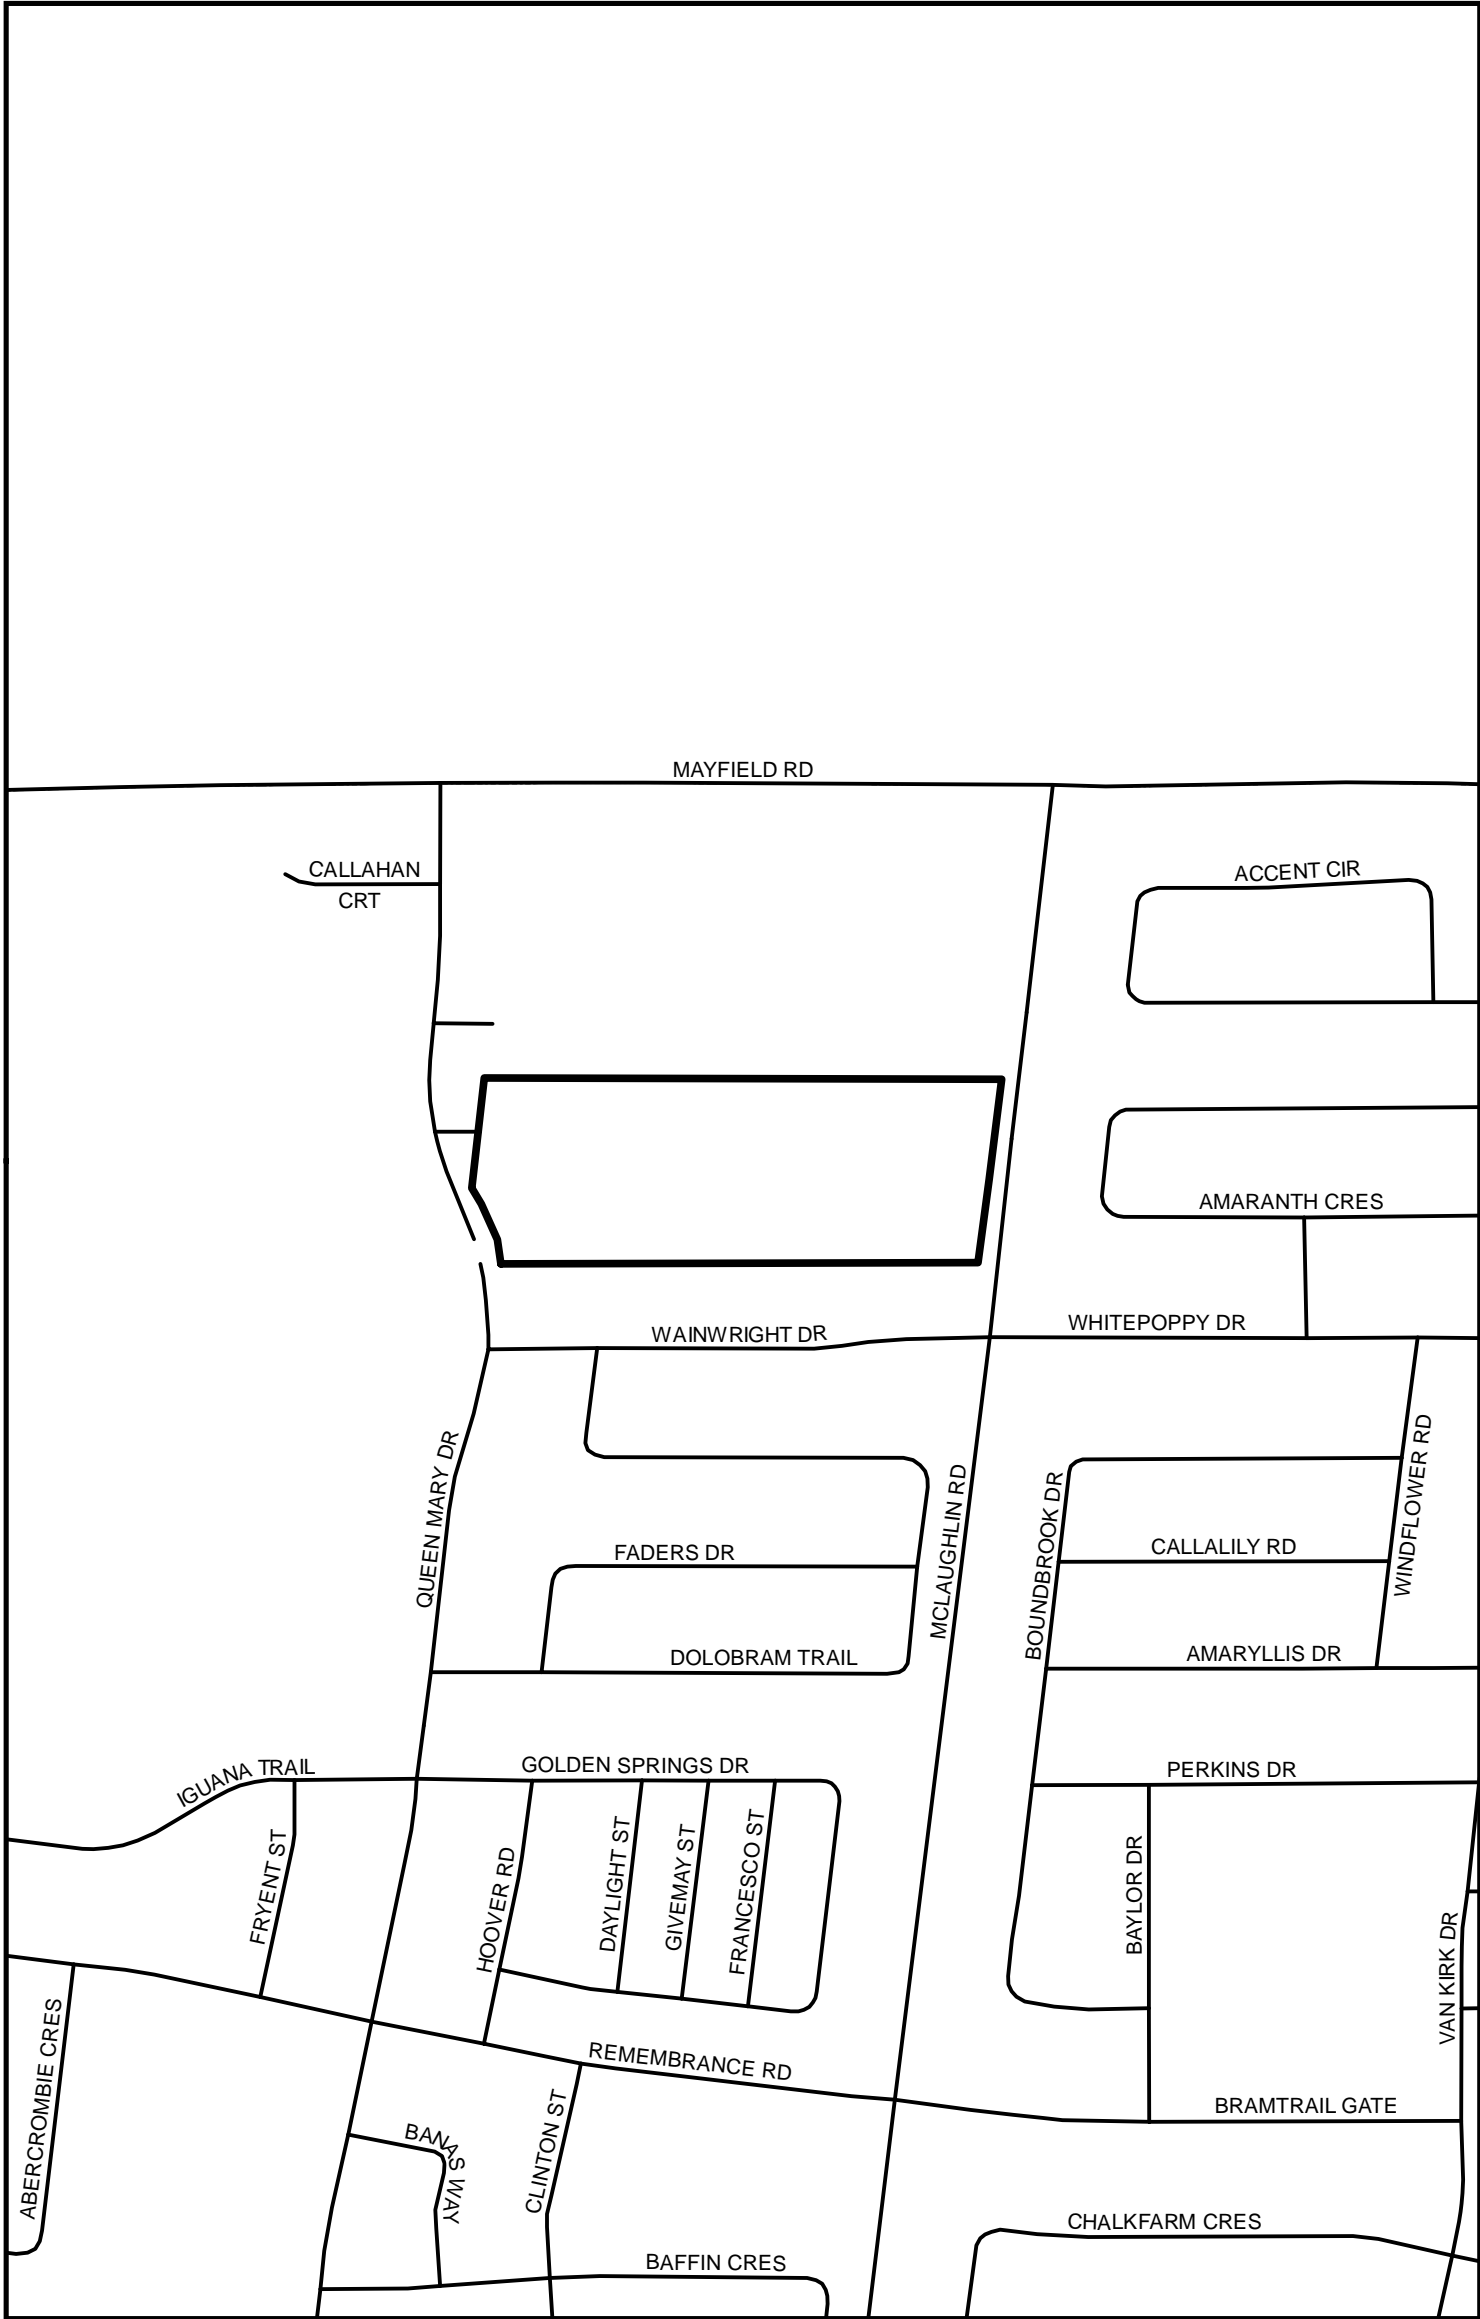 MAYFIELD RD
CALLAHAN
CRT
ACCENT CIR
AMARANTH CRES
WHITEPOPPY DR
WAINWRIGHT DR
QUEEN MARY DR
MCLAUGHLIN RD
BOUNDBROOK DR
WINDFLOWER RD
FADERS DR
CALLALILY RD
DOLOBRAM TRAIL
AMARYLLIS DR
IGUANA TRAIL
GOLDEN SPRINGS DR
PERKINS DR
FRYENT ST
HOOVER RD
DAYLIGHT ST
GIVEMAY ST
FRANCESCO ST
BAYLOR DR
VAN KIRK DR
ABERCROMBIE CRES
REMEMBRANCE RD
BRAMTRAIL GATE
BANAS WAY
CLINTON ST
CHALKFARM CRES
BAFFIN CRES